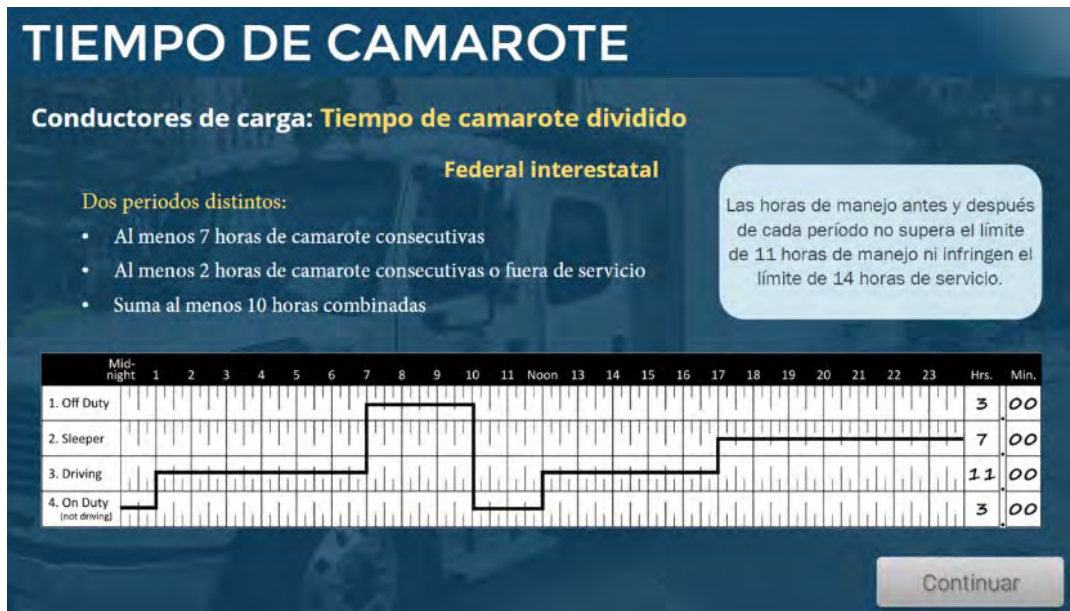 TIEMPO DE CAMAROTE
Conductores de carga: Tiempo de camarote dividido
Federal interestatal
Dos periodos distintos:
• Al menos 7 horas de camarote consecutivas
• Al menos 2 horas de camarote consecutivas o fuera de servicio
• Suma al menos 10 horas combinadas
Las horas de manejo antes y después
de cada período no supera el límite
de 11 horas de manejo ni infringen el
límite de 14 horas de servicio.
Mid-
night 1 2 3 4 5 6 7 8 9 10 11 Noon 13 14 15 16 17 18 19 20 21 22 23 Hrs. Min.
1. Off Duty 3 .00
2. Sleeper 7 .00
3. Driving 11 .00
4. On Duty 3 .00
(not driving)
Continuar